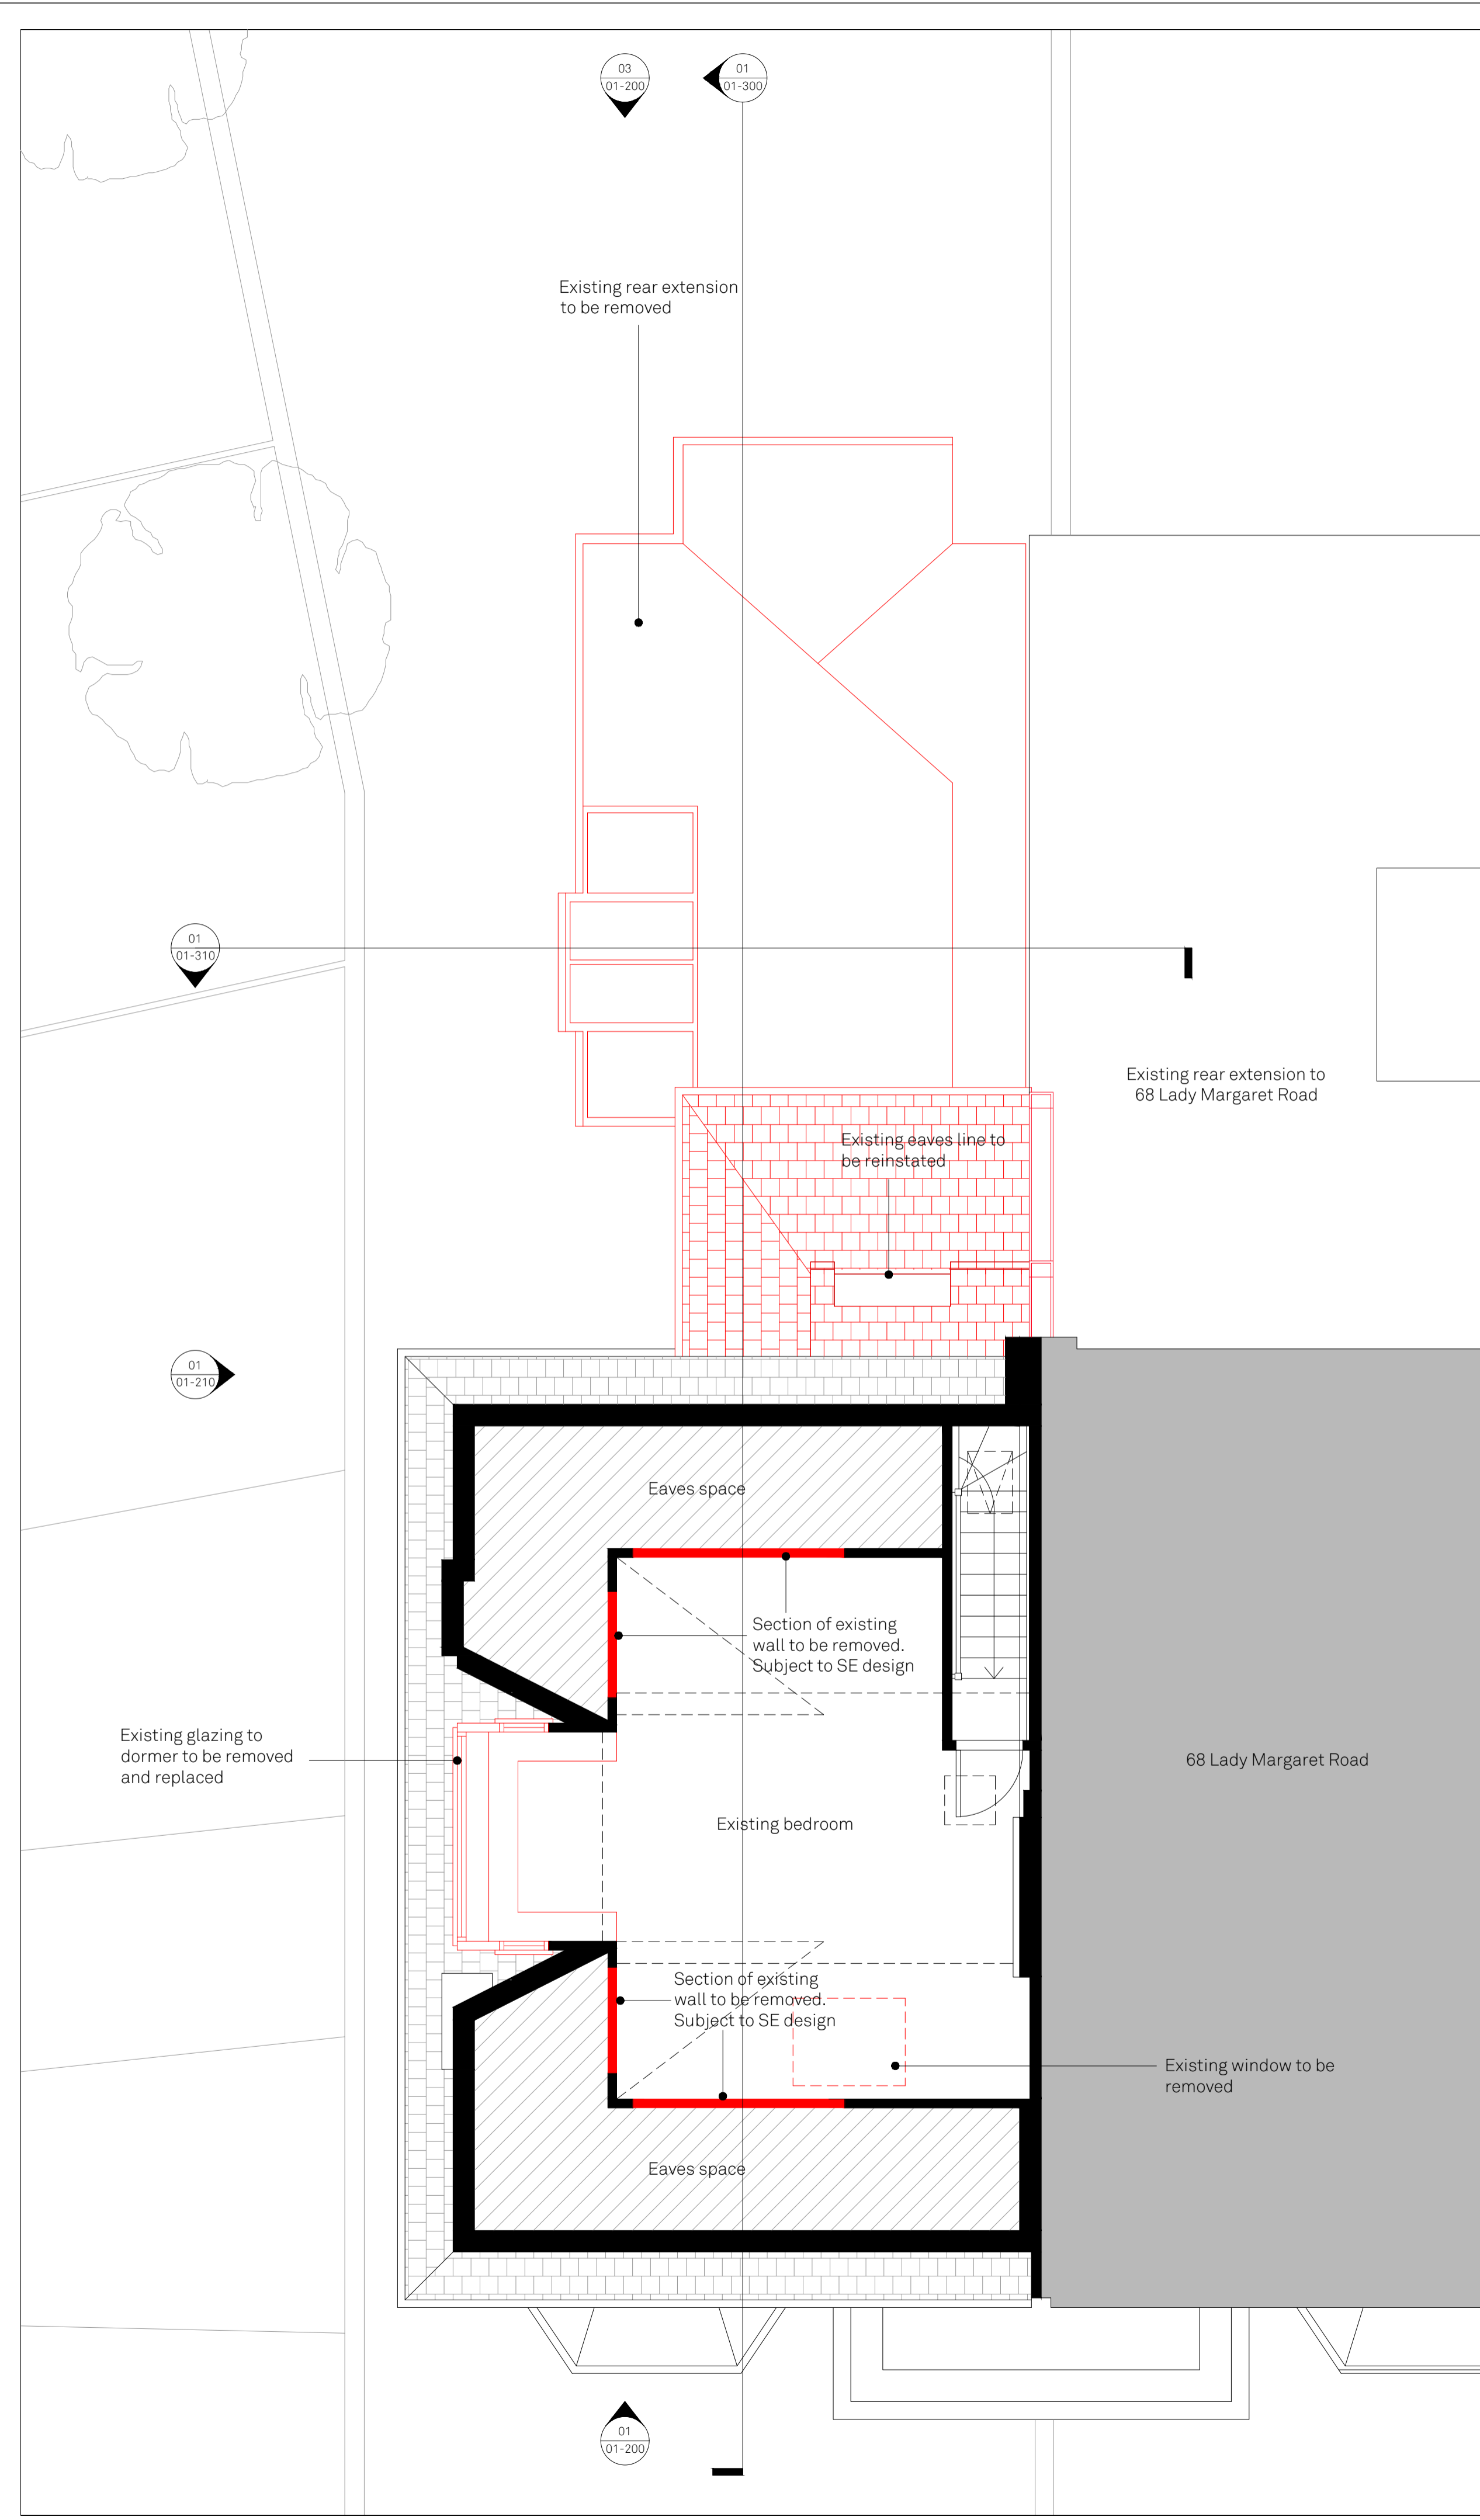 03
01-200
01
01-300
Existing rear extension
to be removed
01
01-310
Existing rear extension to
68 Lady Margaret Road
Existing eaves line to
be reinstated
01
01-210
Eaves space
Section of existing
wall to be removed.
Subject to SE design
Existing glazing to
dormer to be removed
and replaced
68 Lady Margaret Road
Existing bedroom
Section of existing
wall to be removed.
Subject to SE design
Existing window to be
removed
Eaves space
01
01-200